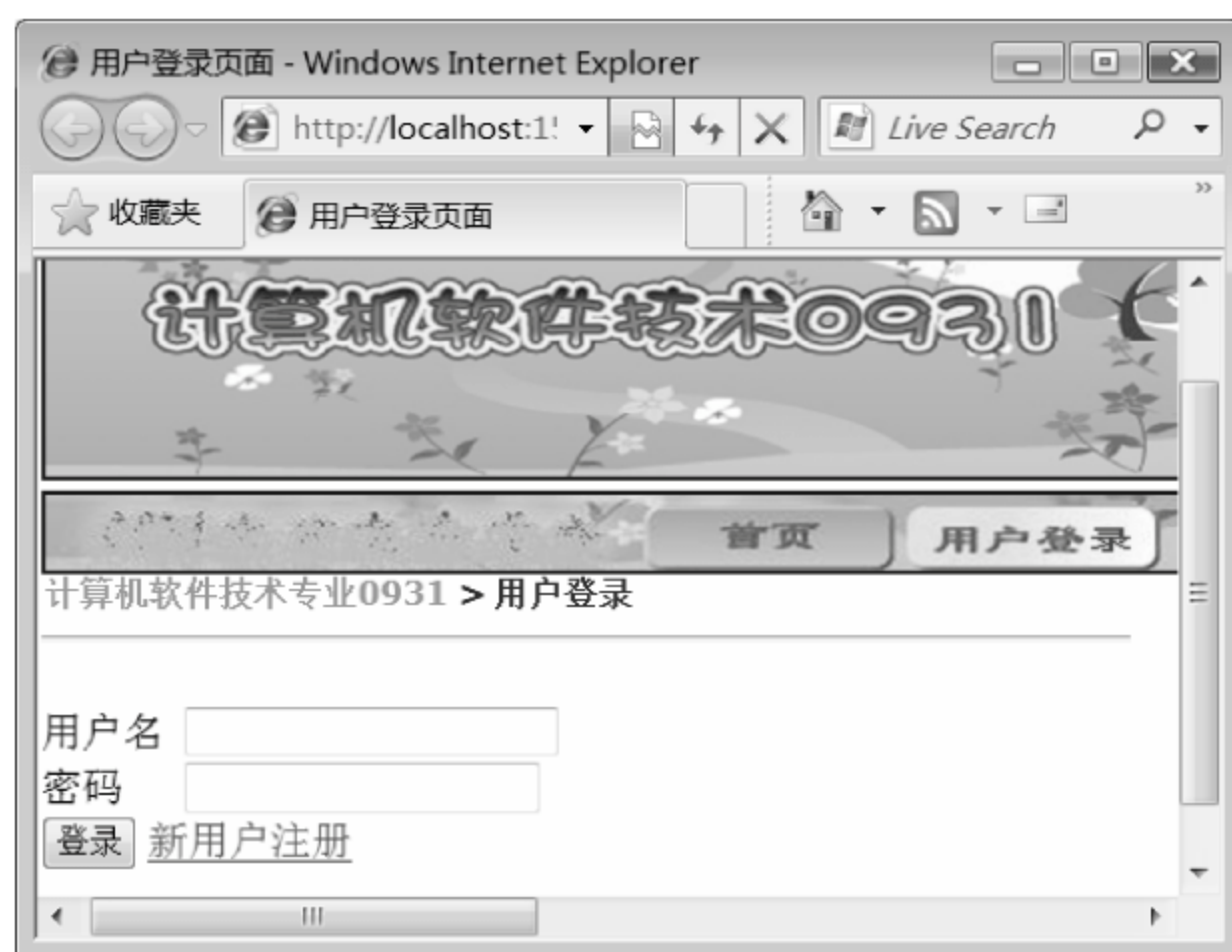 用户登录页面 - Windows Internet Explorer
http://localhost:1
Live Search
收藏夹
用户登录页面
计算机软件技术0931
首页
用户登录
计算机软件技术专业0931 > 用户登录
用户名
密码
登录 新用户注册